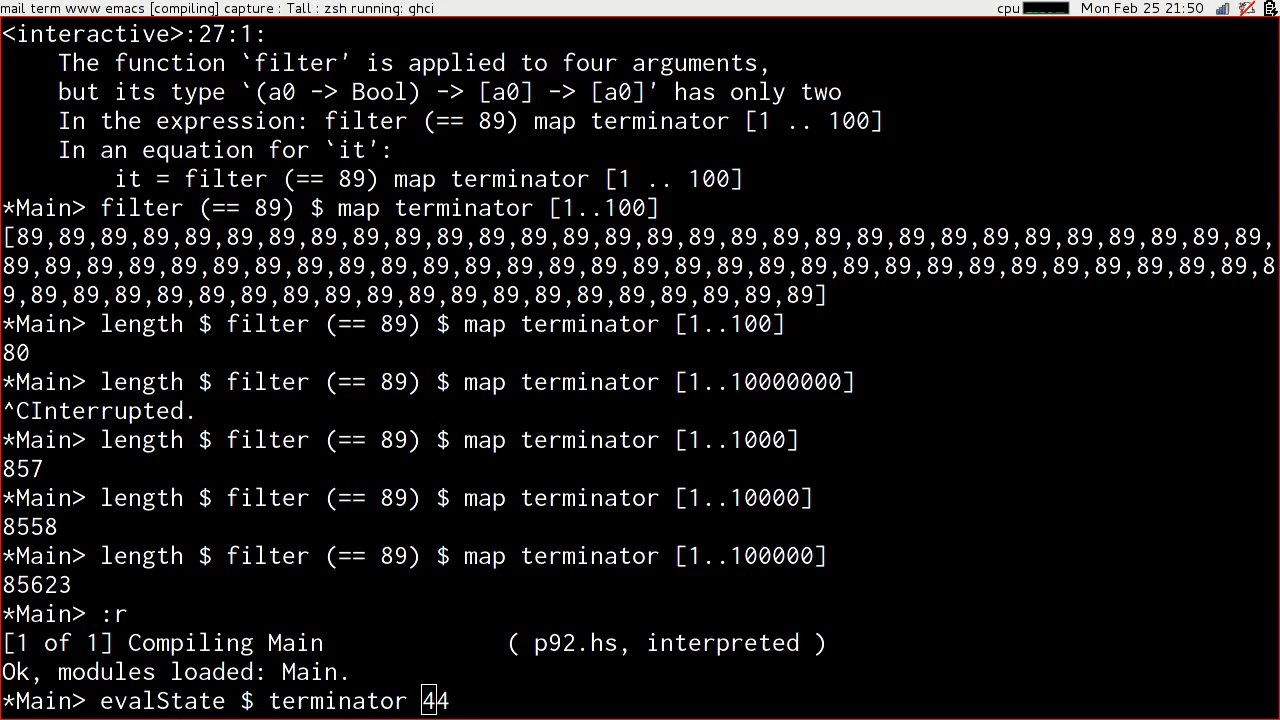 mail term www emacs [compiling] capture : Tall : zsh running: ghci cpu Mon Feb 25 21:50
<interactive>:27:1:
The function `filter' is applied to four arguments,
but its type `(a0 -> Bool) -> [a0] -> [a0]' has only two
In the expression: filter (== 89) map terminator [1 .. 100]
In an equation for `it':
it = filter (== 89) map terminator [1 .. 100]
*Main> filter (== 89) $ map terminator [1..100]
[89,89,89,89,89,89,89,89,89,89,89,89,89,89,89,89,89,89,89,89,89,89,89,89,89,89,89,89,89,89,
89,89,89,89,89,89,89,89,89,89,89,89,89,89,89,89,89,89,89,89,89,89,89,89,89,89,89,89,89,89,8
9,89,89,89,89,89,89,89,89,89,89,89,89,89,89,89,89,89,89,89]
*Main> length $ filter (== 89) $ map terminator [1..100]
80
*Main> length $ filter (== 89) $ map terminator [1..10000000]
^CInterrupted.
*Main> length $ filter (== 89) $ map terminator [1..1000]
857
*Main> length $ filter (== 89) $ map terminator [1..10000]
8558
*Main> length $ filter (== 89) $ map terminator [1..100000]
85623
*Main> :r
[1 of 1] Compiling Main ( p92.hs, interpreted )
Ok, modules loaded: Main.
*Main> evalState $ terminator 44